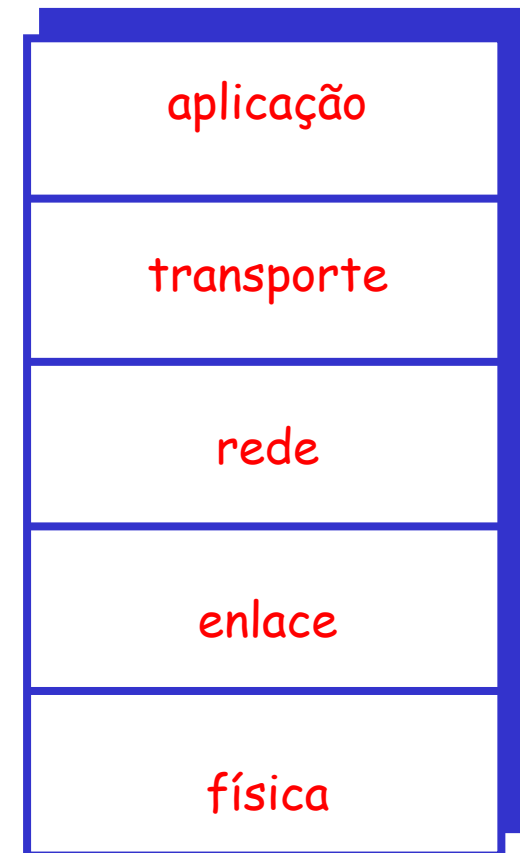 aplicação
transporte
rede
enlace
física